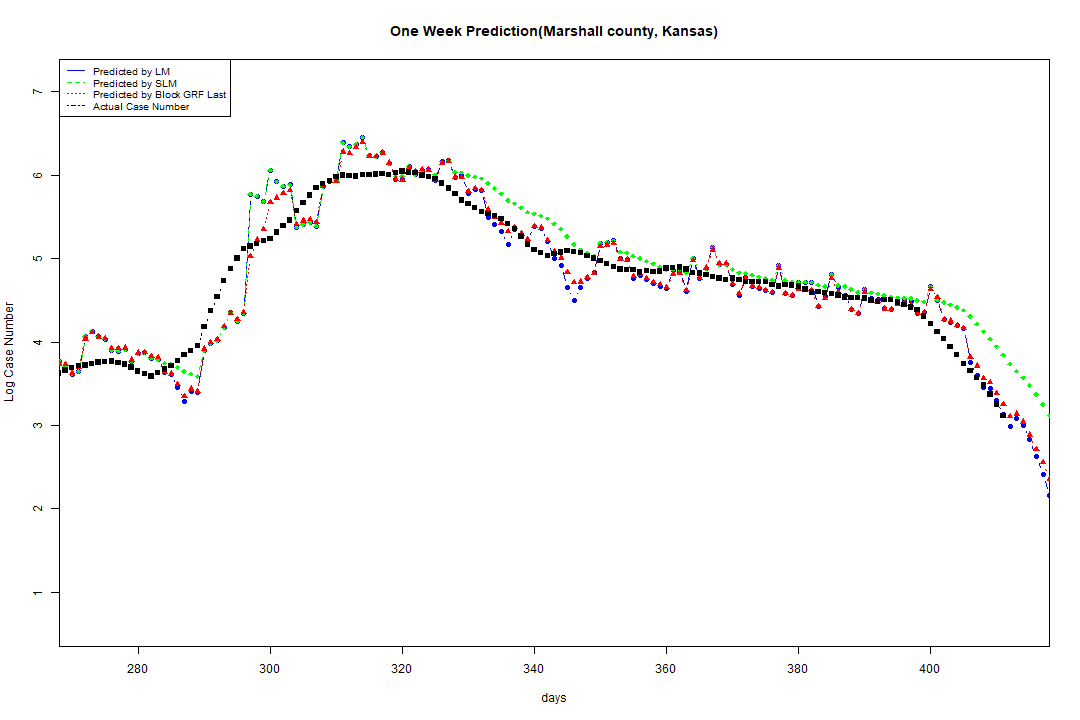 One Week Prediction(Marshall county, Kansas)
Predicted by LM
Predicted by SLM
Predicted by Block GRF Last
Actual Case Number
7
6
5
4
3
2
1
Log Case Number
280 300 320 340 360 380 400
days